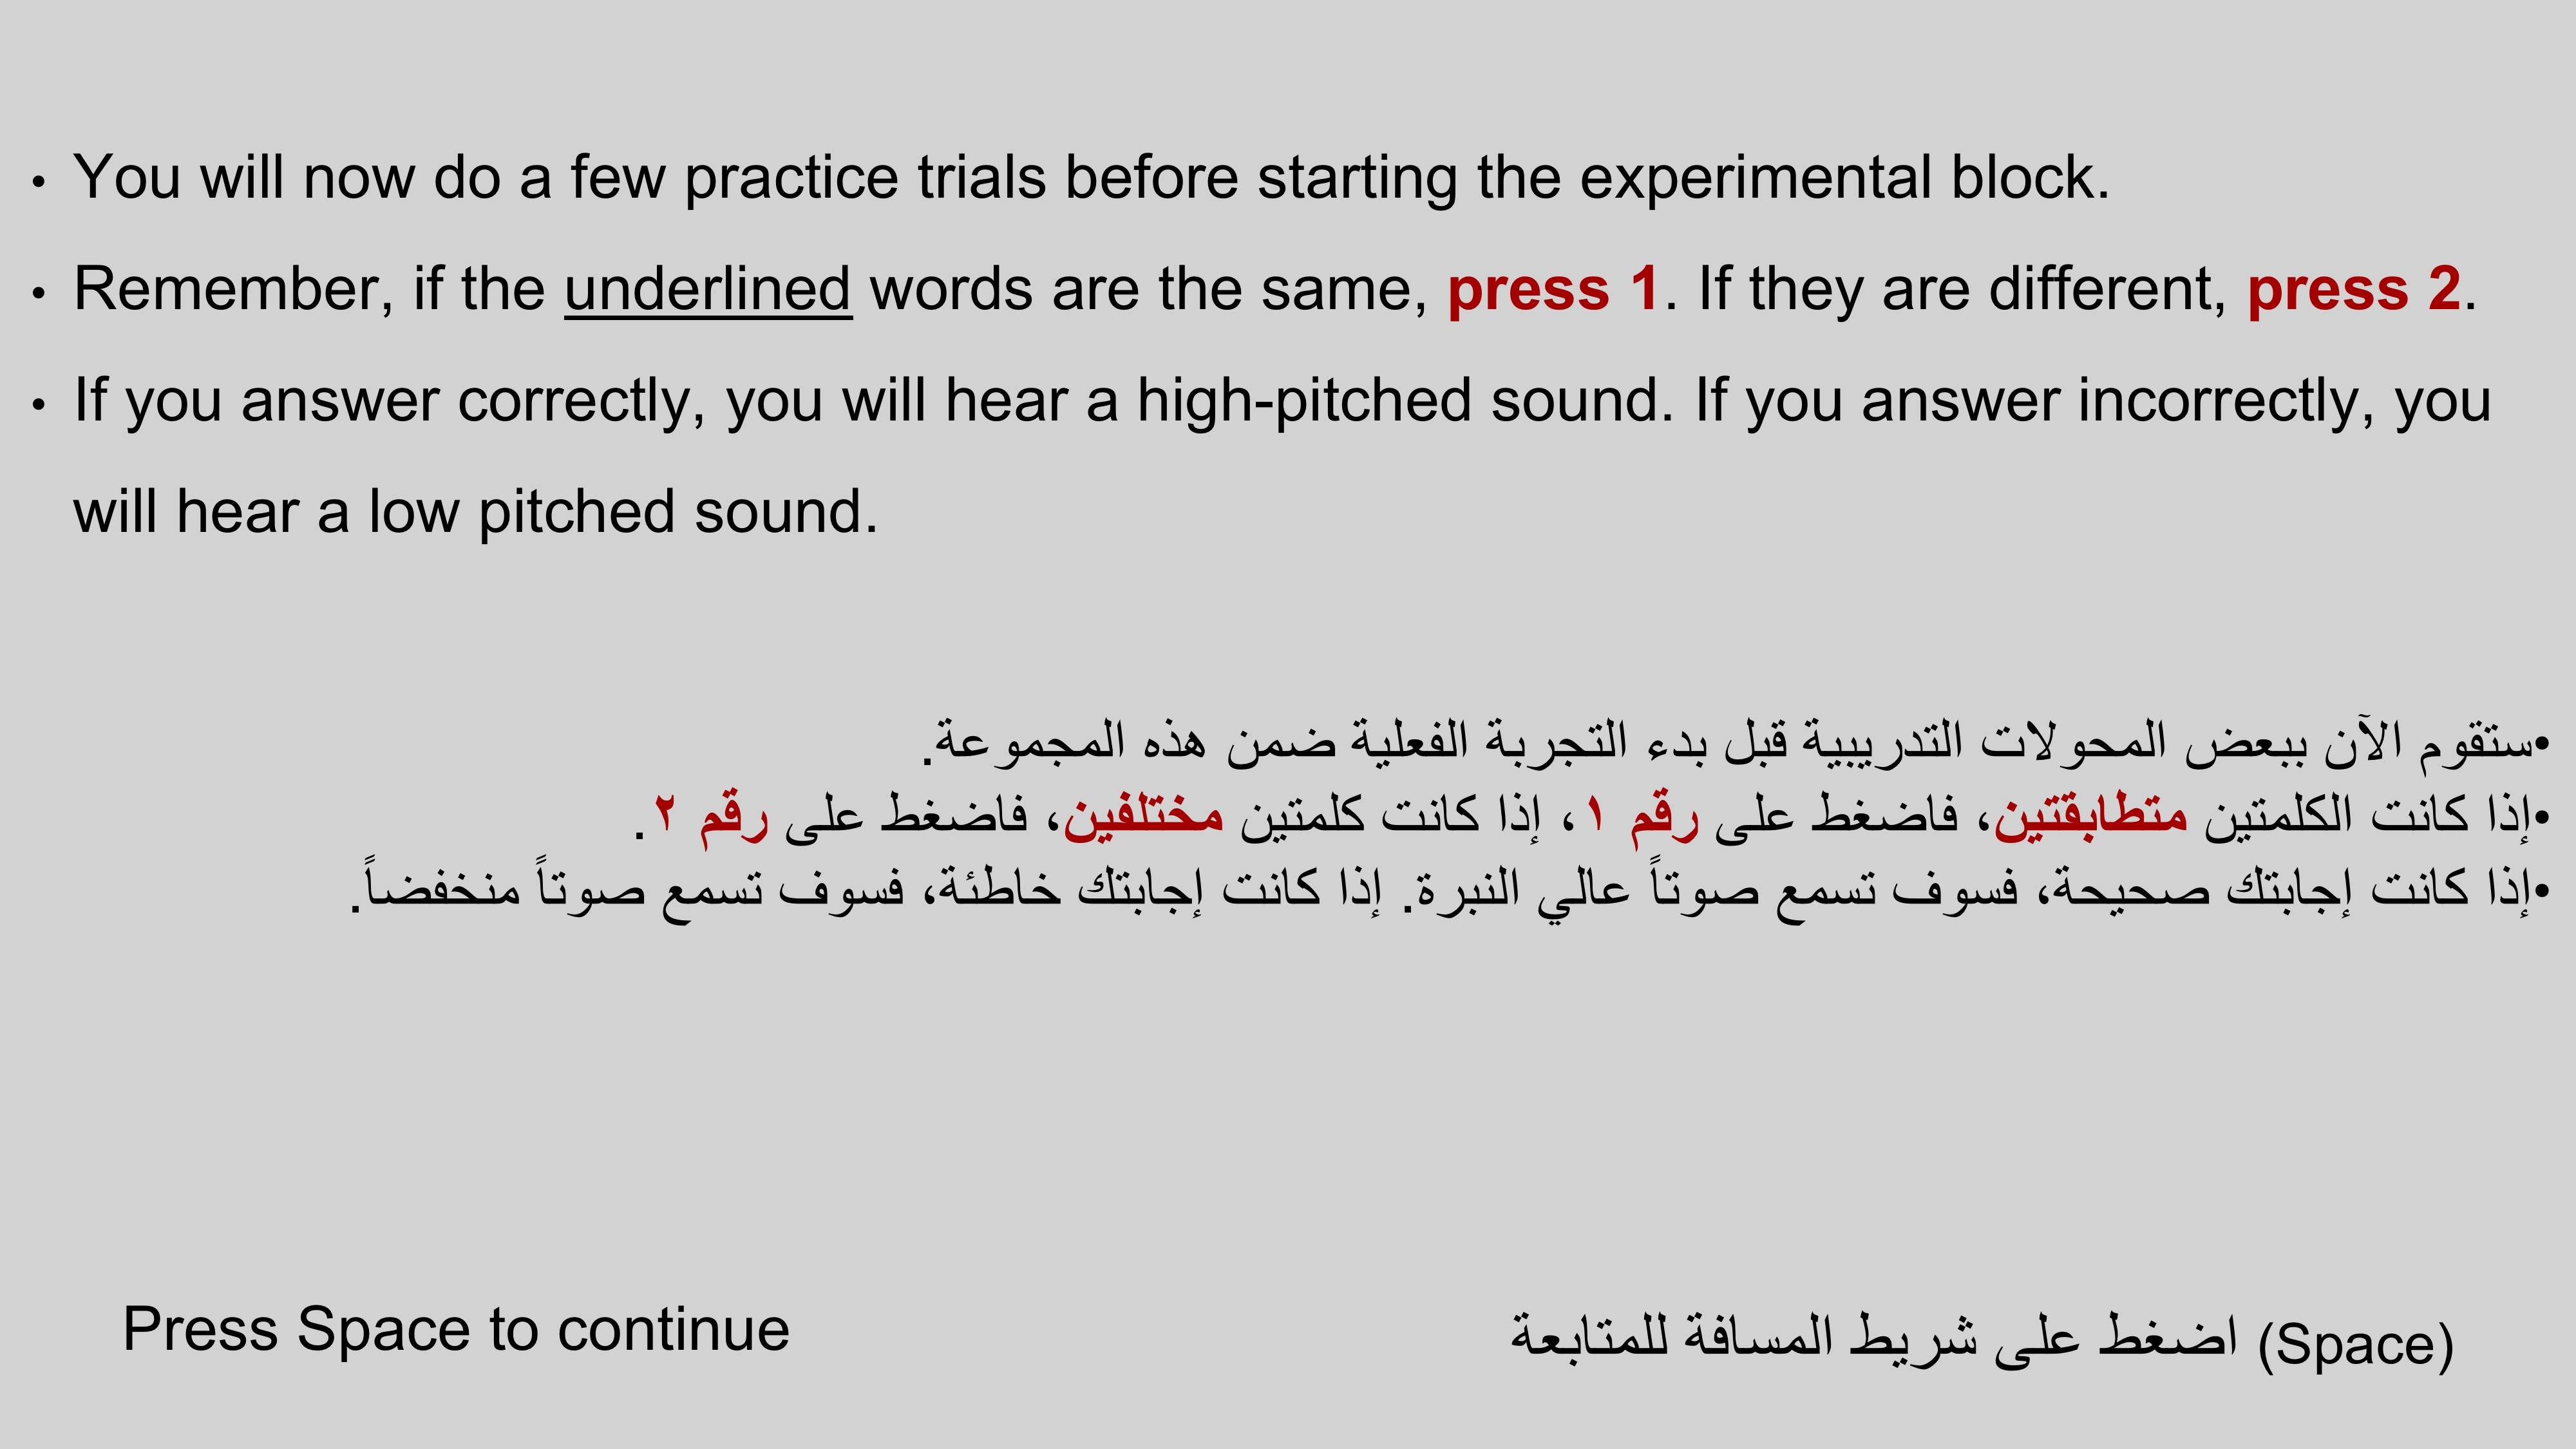 • You will now do a few practice trials before starting the experimental block.
• Remember, if the underlined words are the same, press 1. If they are different, press 2.
• If you answer correctly, you will hear a high-pitched sound. If you answer incorrectly, you
will hear a low pitched sound.
•ستقوم الآن ببعض المحولات التدريبية قبل بدء التجربة الفعلية ضمن هذه المجموعة.
•إذا كانت الكلمتين متطابقتين، فاضغط على رقم ١، إذا كانت كلمتين مختلفين، فاضغط على رقم ٢.
•إذا كانت إجابتك صحيحة، فسوف تسمع صوتاً عالي النبرة. إذا كانت إجابتك خاطئة، فسوف تسمع صوتاً منخفضاً.
Press Space to continue
(Space) اضغط على شريط المسافة للمتابعة